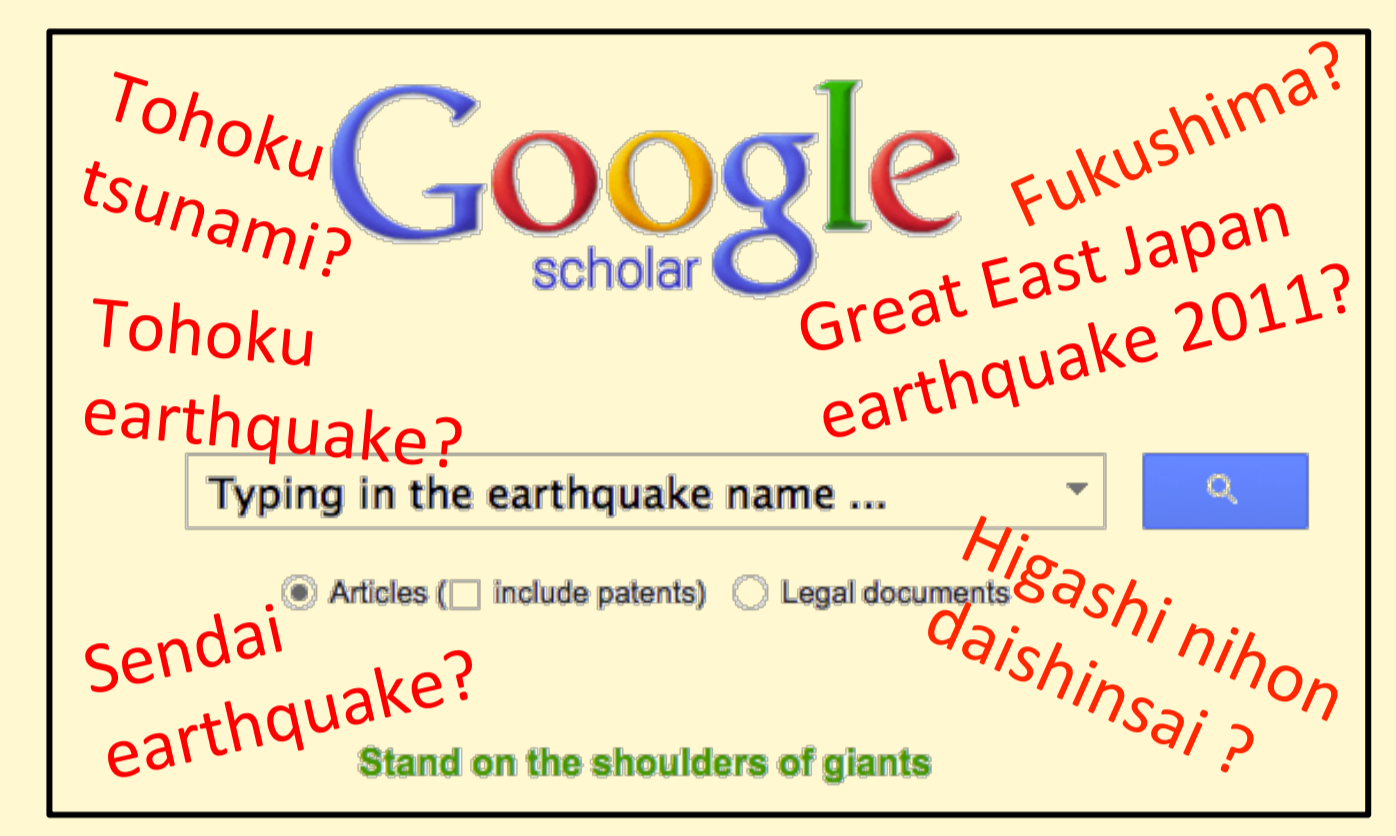 Tohoku
tsunami?
Google
scholar
Fukushima?
Great East Japan
earthquake 2011?
Tohoku
earthquake?
Typing in the earthquake name ...
Articles ( include patents) Legal documents
Higashi nihon
daishinsai ?
Sendai
earthquake?
Stand on the shoulders of giants